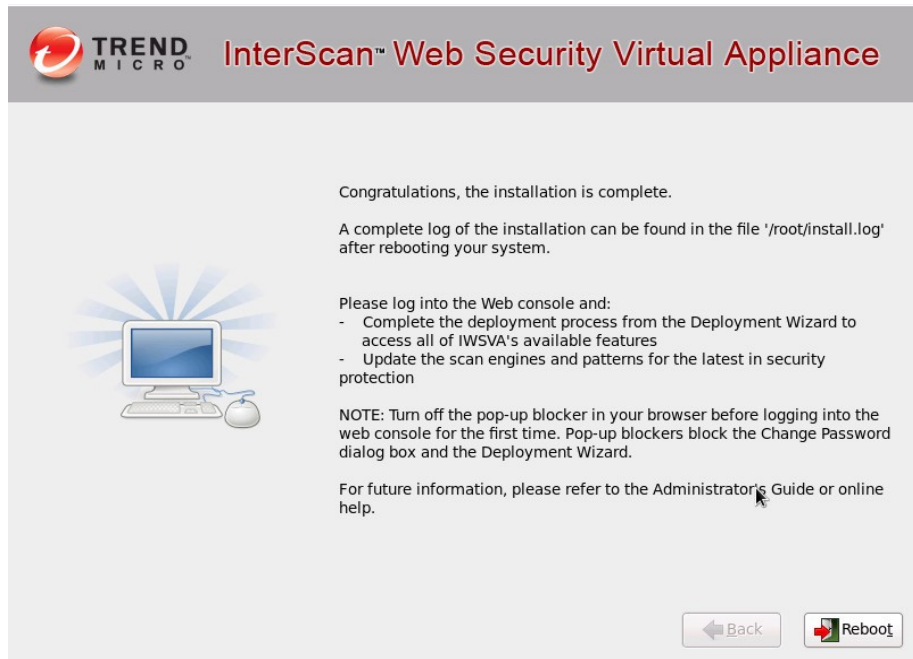 TREND MICRO™ InterScan™ Web Security Virtual Appliance
Congratulations, the installation is complete.
A complete log of the installation can be found in the file '/root/install.log'
after rebooting your system.
Please log into the Web console and:
- Complete the deployment process from the Deployment Wizard to
access all of IWSVA's available features
- Update the scan engines and patterns for the latest in security
protection
NOTE: Turn off the pop-up blocker in your browser before logging into the
web console for the first time. Pop-up blockers block the Change Password
dialog box and the Deployment Wizard.
For future information, please refer to the Administrator's Guide or online
help.
Back Reboot